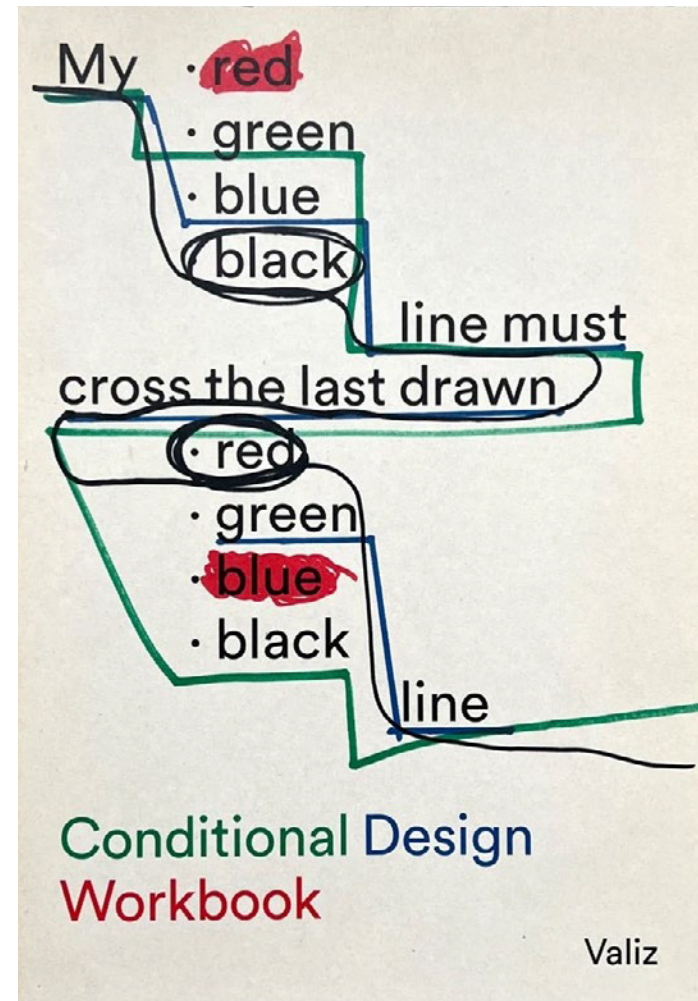 My · red
· green
· blue
· black
line must
cross the last drawn
· red
· green
· blue
· black
line
Conditional Design
Workbook
Valiz